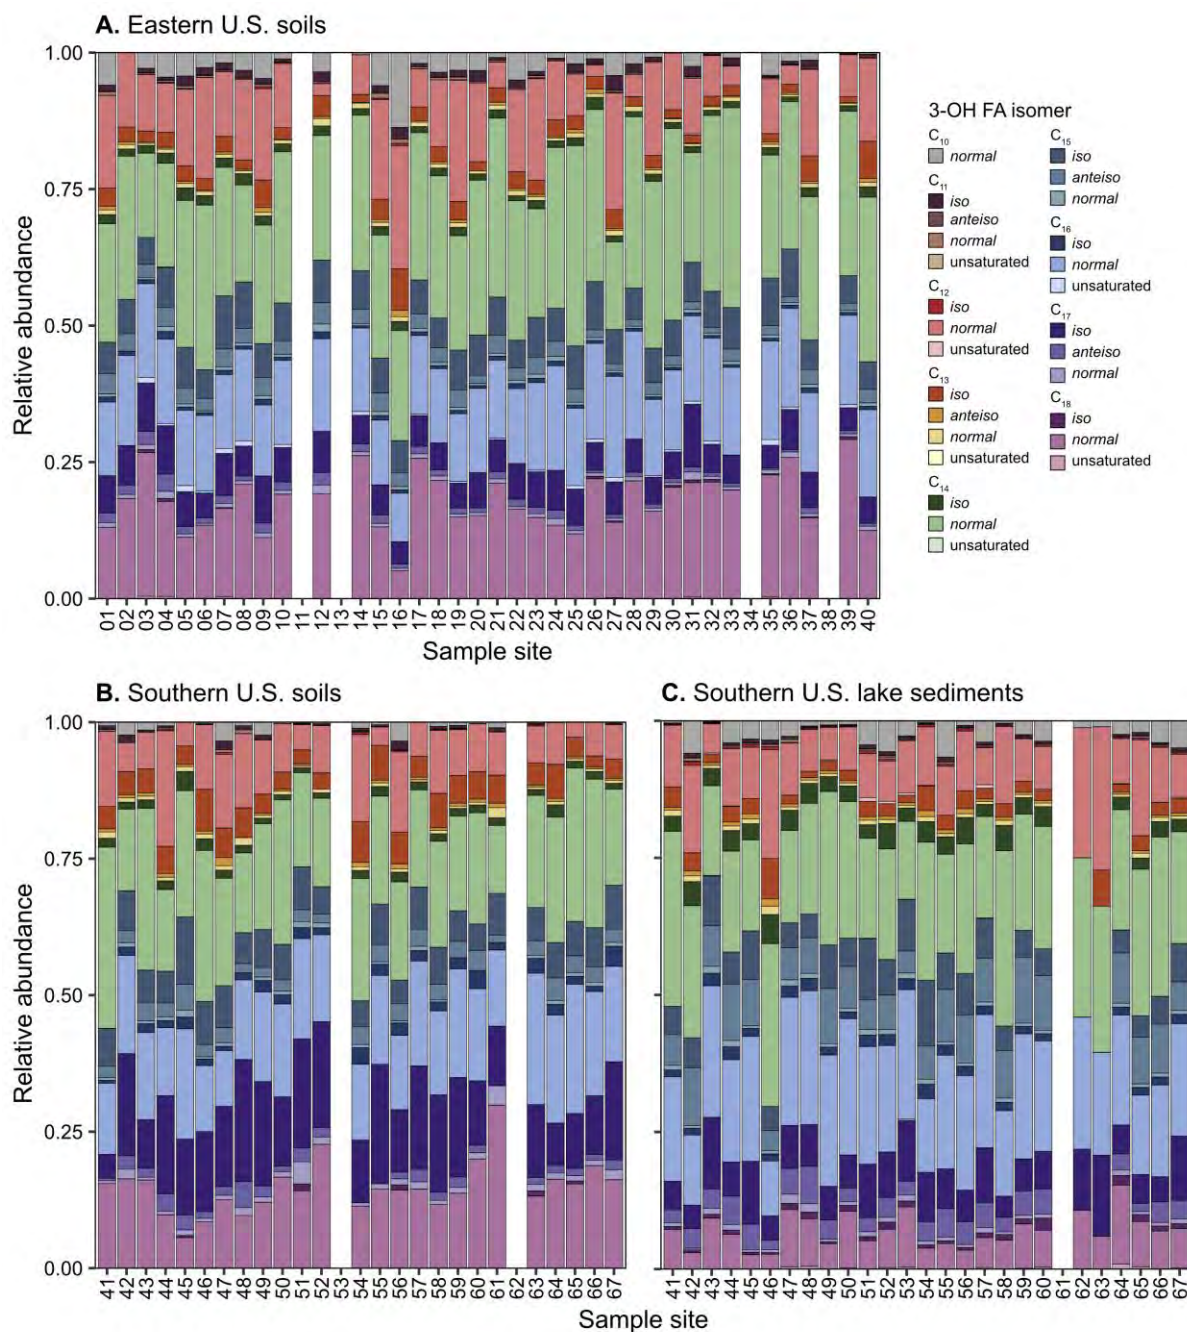 A. Eastern U.S. soils
1.00
0.75
0.50
0.25
0.00
Relative abundance
01 02 03 04 05 06 07 08 09 10 11 12 13 14 15 16 17 18 19 20 21 22 23 24 25 26 27 28 29 30 31 32 33 34 35 36 37 38 39 40
Sample site
3-OH FA isomer
C10
normal
C11
iso
anteiso
normal
unsaturated
C12
iso
normal
unsaturated
C13
iso
anteiso
normal
unsaturated
C14
iso
normal
unsaturated
C15
iso
anteiso
normal
C16
iso
normal
unsaturated
C17
iso
anteiso
normal
C18
iso
normal
unsaturated
B. Southern U.S. soils
1.00
0.75
0.50
0.25
0.00
Relative abundance
41 42 43 44 45 46 47 48 49 50 51 52 53 54 55 56 57 58 59 60 61 62 63 64 65 66 67
C. Southern U.S. lake sediments
41 42 43 44 45 46 47 48 49 50 51 52 53 54 55 56 57 58 59 60 61 62 63 64 65 66 67
Sample site